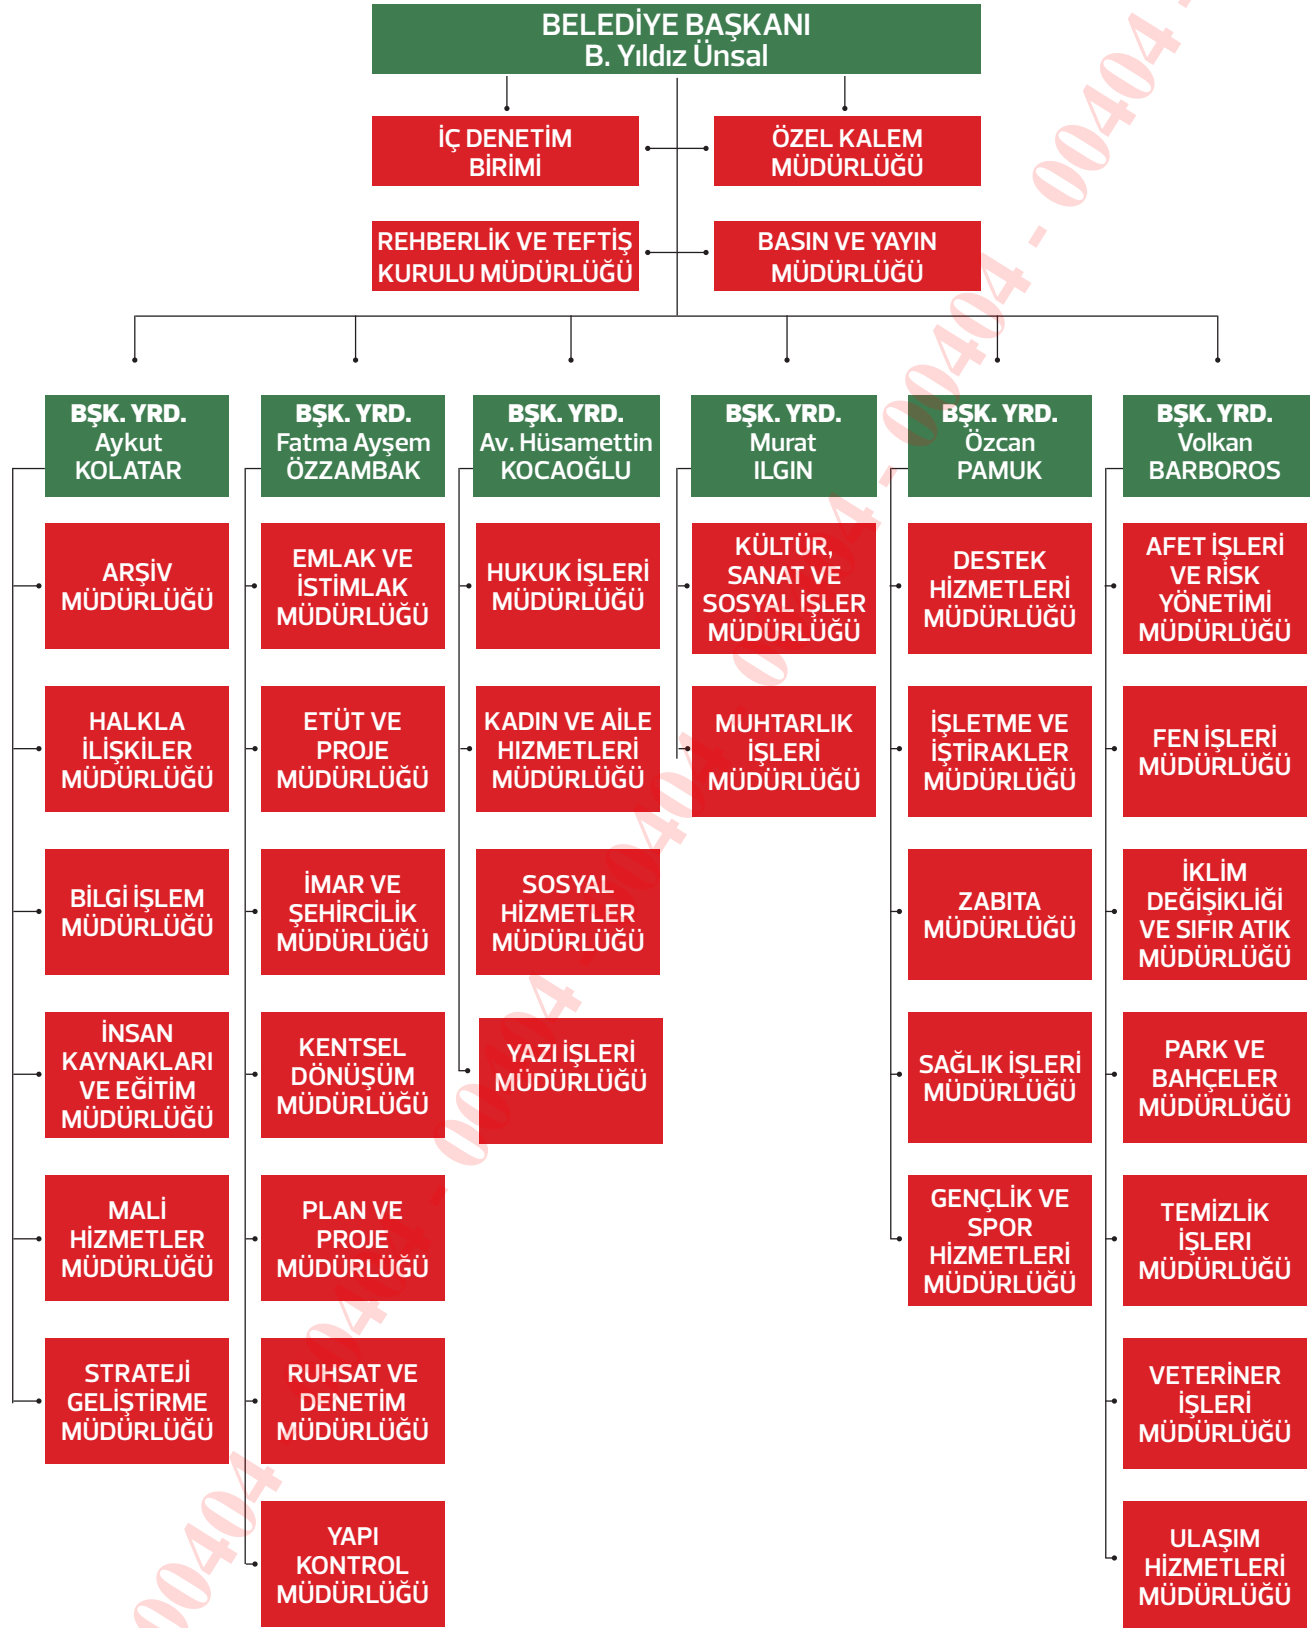 BELEDİYE BAŞKANI
B. Yıldız Ünsal
İÇ DENETİM
BİRİMİ
ÖZEL KALEM
MÜDÜRLÜĞÜ
REHBERLİK VE TEFTİŞ
KURULU MÜDÜRLÜĞÜ
BASIN VE YAYIN
MÜDÜRLÜĞÜ
BŞK. YRD.
Aykut
KOLATAR
ARŞİV
MÜDÜRLÜĞÜ
HALKLA
İLİŞKİLER
MÜDÜRLÜĞÜ
BİLGİ İŞLEM
MÜDÜRLÜĞÜ
İNSAN
KAYNAKLARI
VE EĞİTİM
MÜDÜRLÜĞÜ
MALİ
HİZMETLER
MÜDÜRLÜĞÜ
STRATEJİ
GELİŞTİRME
MÜDÜRLÜĞÜ
BŞK. YRD.
Fatma Ayşem
ÖZZAMBAK
EMLAK VE
İSTİMLAK
MÜDÜRLÜĞÜ
ETÜT VE
PROJE
MÜDÜRLÜĞÜ
İMAR VE
ŞEHİRCİLİK
MÜDÜRLÜĞÜ
KENTSEL
DÖNÜŞÜM
MÜDÜRLÜĞÜ
PLAN VE
PROJE
MÜDÜRLÜĞÜ
RUHSAT VE
DENETİM
MÜDÜRLÜĞÜ
YAPI
KONTROL
MÜDÜRLÜĞÜ
BŞK. YRD.
Av. Hüsamettin
KOCAOĞLU
HUKUK İŞLERİ
MÜDÜRLÜĞÜ
KADIN VE AİLE
HIZMETLERİ
MÜDÜRLÜĞÜ
SOSYAL
HİZMETLER
MÜDÜRLÜĞÜ
YAZI İŞLERİ
MÜDÜRLÜĞÜ
BŞK. YRD.
Murat
ILGIN
KÜLTÜR,
SANAT VE
SOSYAL İŞLER
MÜDÜRLÜĞÜ
MUHTARLIK
İŞLERİ
MÜDÜRLÜĞÜ
BŞK. YRD.
Özcan
PAMUK
DESTEK
HİZMETLERİ
MÜDÜRLÜĞÜ
İŞLETME VE
İŞTİRAKLER
MÜDÜRLÜĞÜ
ZABITA
MÜDÜRLÜĞÜ
SAĞLIK İŞLERİ
MÜDÜRLÜĞÜ
GENÇLİK VE
SPOR
HİZMETLERİ
MÜDÜRLÜĞÜ
BŞK. YRD.
Volkan
BARBOROS
AFET İŞLERİ
VE RİSK
YÖNETİMİ
MÜDÜRLÜĞÜ
FEN İŞLERİ
MÜDÜRLÜĞÜ
İKLİM
DEĞİŞİKLİĞİ
VE SIFIR ATIK
MÜDÜRLÜĞÜ
PARK VE
BAHÇELER
MÜDÜRLÜĞÜ
TEMİZLİK
İŞLERI
MÜDÜRLÜĞÜ
VETERİNER
İŞLERİ
MÜDÜRLÜĞÜ
ULAŞIM
HİZMETLERİ
MÜDÜRLÜĞÜ
00404 - 00404 - 00404 - 00404 - 00404 - 00404 - 00404 -